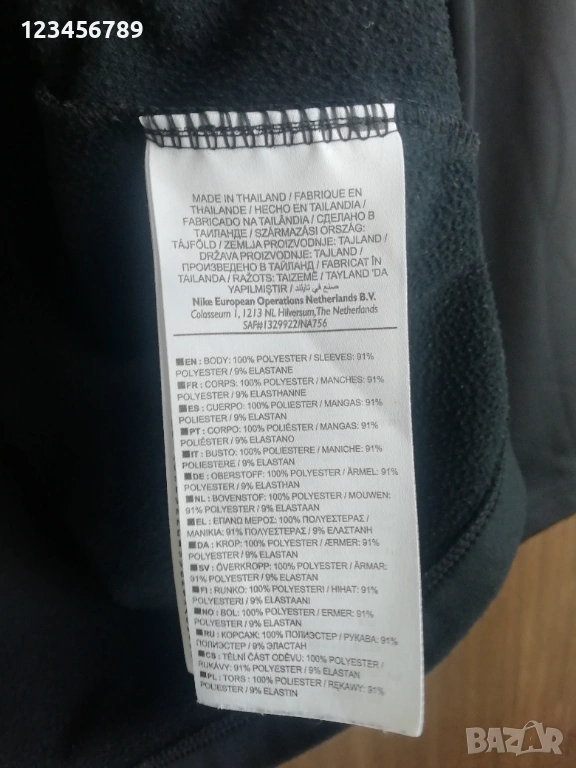 123456789
MADE IN THAILAND / FABRIQUE EN
THAILANDE / HECHO EN TAILANDIA /
FABRICADO NA TAILÂNDIA / СДЕЛАНО В
ТАИЛАНДЕ / SZÁRMAZÁSI ORSZÁG:
TÁJFÖLD / ZEMLJA PROIZVODNJE: TAJLAND /
DRŽAVA PROIZVODNJE: TAJLAND /
ПРОИЗВЕДЕНО В ТАЙЛАНД / FABRICAT ÎN
TAILANDA / RAŽOTS: TAIZEMĒ / TAYLAND 'DA
YAPILMIŞTIR / صنع في تايلند
Nike European Operations Netherlands B.V.
Colosseum 1, 1213 NL Hilversum, The Netherlands
SAF#1329922/NA756
EN : BODY: 100% POLYESTER / SLEEVES: 91%
POLYESTER / 9% ELASTANE
FR : CORPS: 100% POLYESTER / MANCHES: 91%
POLYESTER / 9% ELASTHANNE
ES : CUERPO: 100% POLIESTER / MANGAS: 91%
POLIESTER / 9% ELASTAN
PT : CORPO: 100% POLIÉSTER / MANGAS: 91%
POLIÉSTER / 9% ELASTANO
IT : BUSTO: 100% POLIESTERE / MANICHE: 91%
POLIESTERE / 9% ELASTAN
DE : OBERSTOFF: 100% POLYESTER / ÄRMEL: 91%
POLYESTER / 9% ELASTHAN
NL : BOVENSTOF: 100% POLYESTER / MOUWEN:
91% POLYESTER / 9% ELASTAAN
EL : ΕΠΑΝΩ ΜΕΡΟΣ: 100% ΠΟΛΥΕΣΤΕΡΑΣ /
ΜΑΝΙΚΙΑ: 91% ΠΟΛΥΕΣΤΕΡΑΣ / 9% ΕΛΑΣΤΑΝΗ
DA : KROP: 100% POLYESTER / ÆRMER: 91%
POLYESTER / 9% ELASTAN
SV : ÖVERKROPP: 100% POLYESTER / ÄRMAR:
91% POLYESTER / 9% ELASTAN
FI : RUNKO: 100% POLYESTERI / HIHAT: 91%
POLYESTERI / 9% ELASTAANI
NO : BOL: 100% POLYESTER / ERMER: 91%
POLYESTER / 9% ELASTAN
RU : КОРСАЖ: 100% ПОЛИЭСТЕР / РУКАВА: 91%
ПОЛИЭСТЕР / 9% ЭЛАСТАН
CS : TĚLNÍ ČÁST ODĚVU: 100% POLYESTER /
RUKÁVY: 91% POLYESTER / 9% ELASTAN
PL : TORS: 100% POLYESTER / RĘKAWY: 91%
POLYESTER / 9% ELASTIN
BAZAR